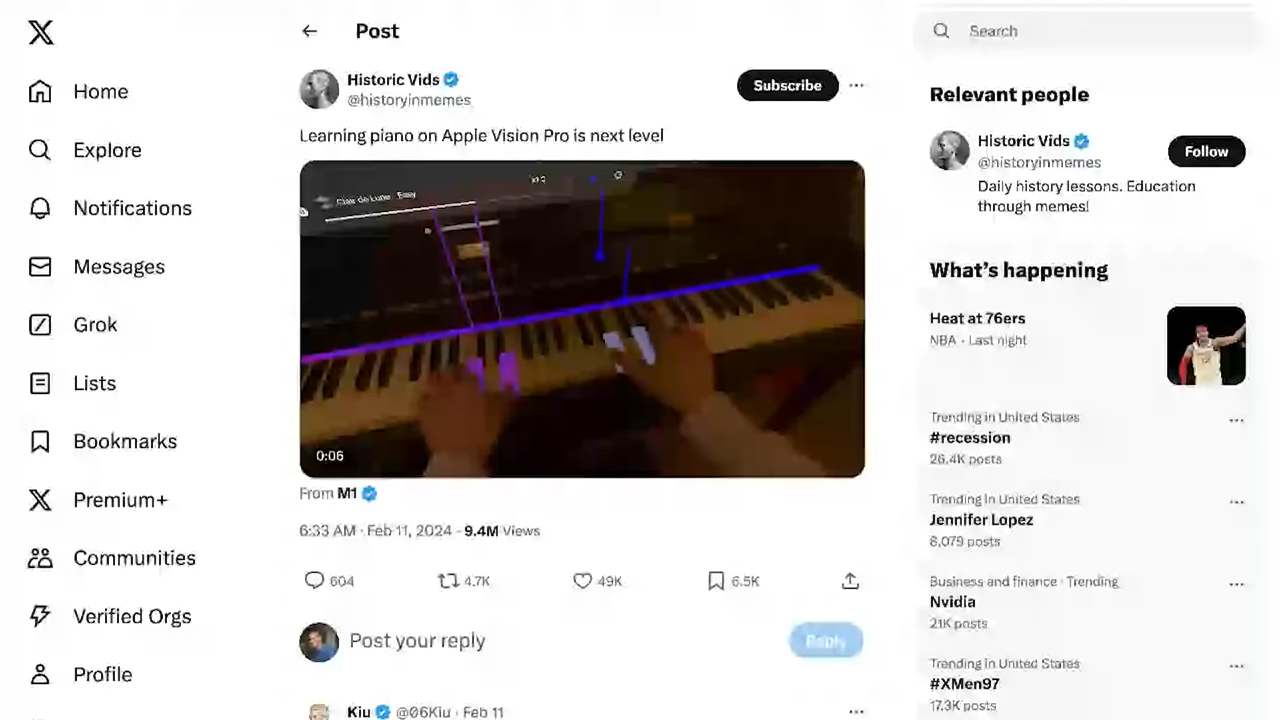 Home
Explore
Notifications
Messages
Grok
Lists
Bookmarks
Premium+
Communities
Verified Orgs
Profile
Post
Historic Vids
@historyinmemes
Subscribe
Learning piano on Apple Vision Pro is next level
Clair de Lune Easy
0:06
From M1
6:33 AM · Feb 11, 2024 · 9.4M Views
604
4.7K
49K
6.5K
Post your reply
Reply
Kiu @06Kiu · Feb 11
Search
Relevant people
Historic Vids
@historyinmemes
Follow
Daily history lessons. Education
through memes!
What's happening
Heat at 76ers
NBA · Last night
Trending in United States
#recession
26.4K posts
Trending in United States
Jennifer Lopez
8,079 posts
Business and finance · Trending
Nvidia
21K posts
Trending in United States
#XMen97
17.3K posts